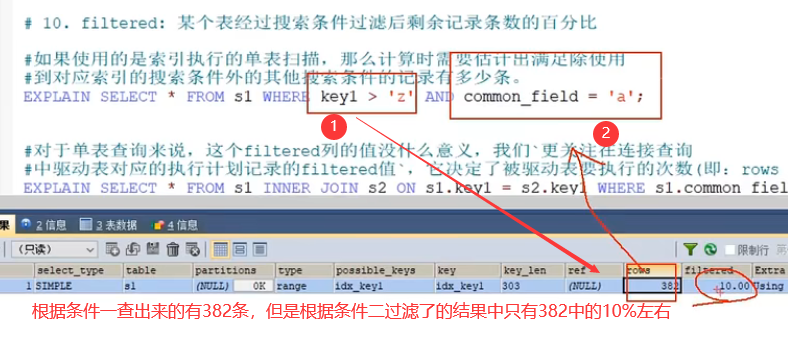 # 10. filtered: 某个表经过搜索条件过滤后剩余记录条数的百分比
#如果使用的是索引执行的单表扫描，那么计算时需要估计出满足除使用
#到对应索引的搜索条件外的其他搜索条件的记录有多少条。
EXPLAIN SELECT * FROM s1 WHERE key1 > 'z' AND common_field = 'a';
1
2
#对于单表查询来说，这个filtered列的值没什么意义，我们`更关注在连接查询
#中驱动表对应的执行计划记录的filtered值`，它决定了被驱动表要执行的次数(即：rows
EXPLAIN SELECT * FROM s1 INNER JOIN s2 ON s1.key1 = s2.key1 WHERE s1.common_fiel
果 2 信息 3 表数据 4 信息
(只读) 限制行
select_type table partitions type possible_keys key key_len ref rows filtered Extra
1 SIMPLE s1 (NULL) 0K range idx_key1 idx_key1 303 (NULL) 382 10.00 Using
根据条件一查出来的有382条，但是根据条件二过滤了的结果中只有382中的10%左右